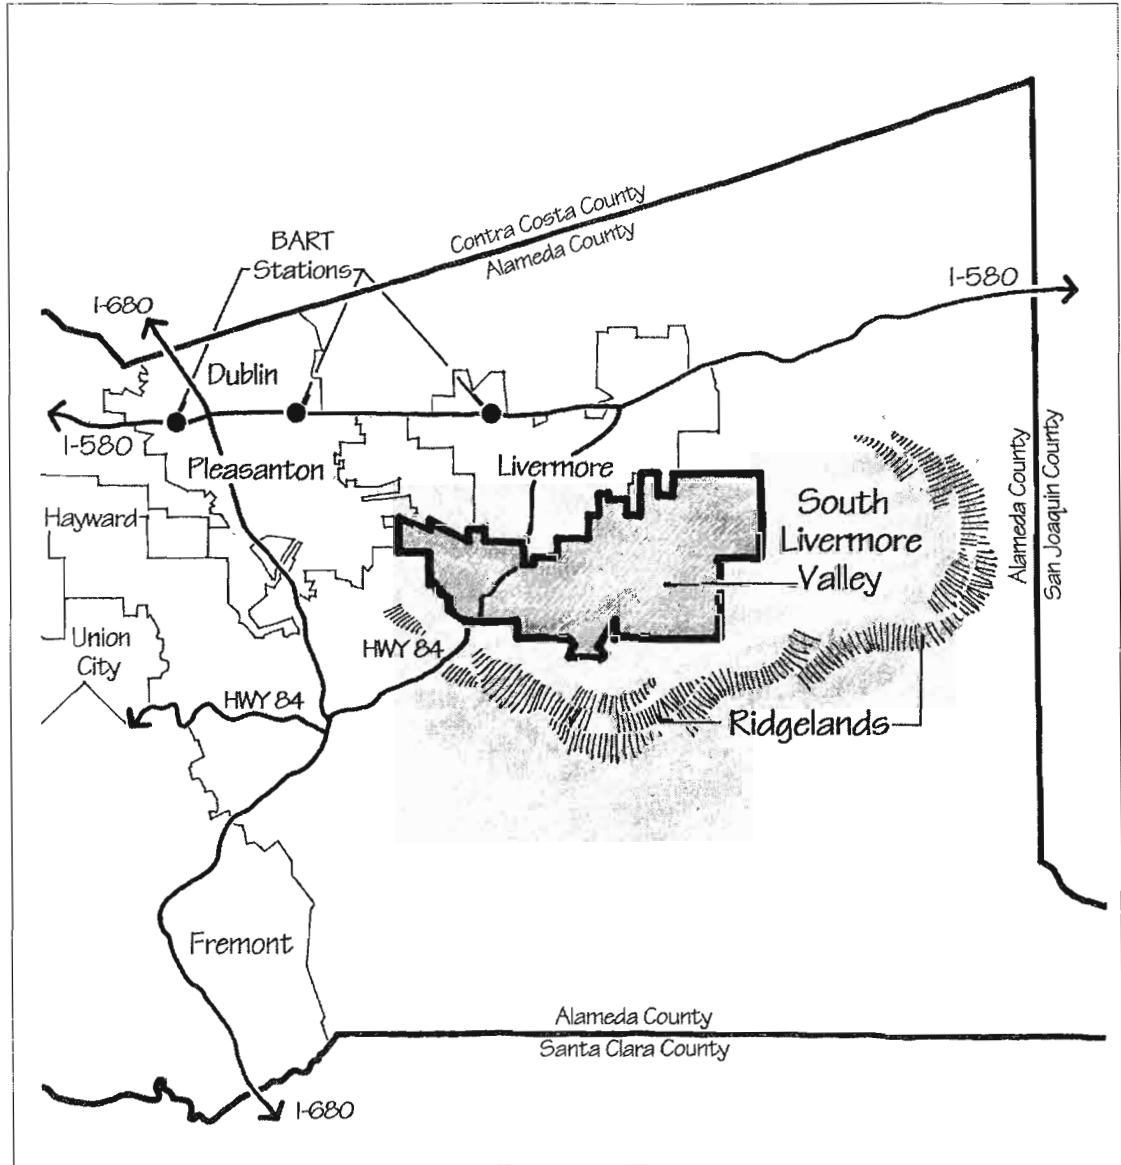 Contra Costa County
Alameda County
BART
Stations
I-680
I-580
Dublin
I-580
Pleasanton
Livermore
Hayward
South
Livermore
Valley
Alameda County
San Joaquin County
Union
City
HWY 84
HWY 84
Ridgelands
Fremont
Alameda County
Santa Clara County
I-680